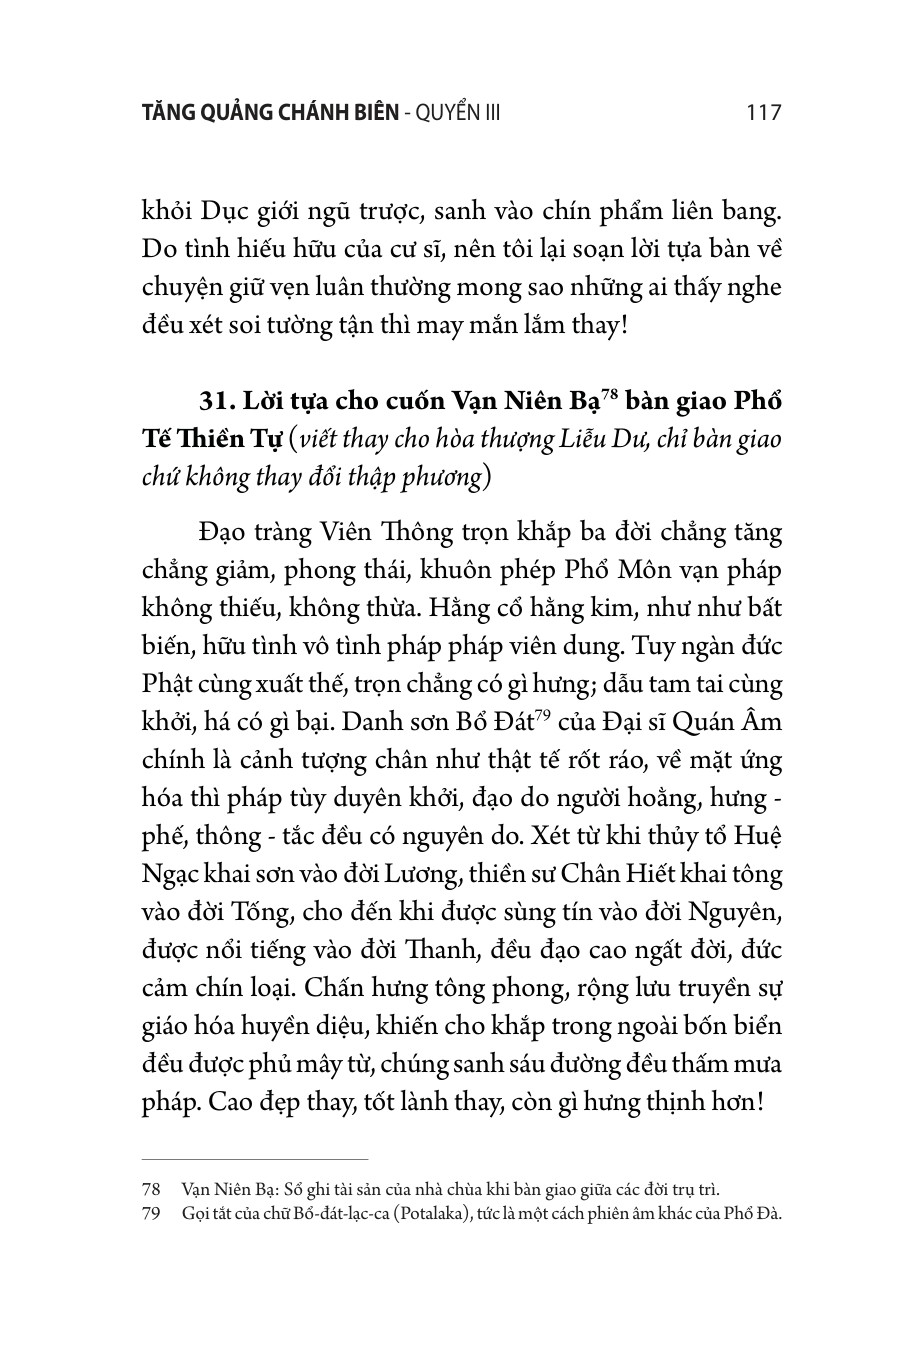 TĂNG QUẢNG CHÁNH BIÊN - QUYỂN III 117
khỏi Dục giới ngũ trược, sanh vào chín phẩm liên bang.
Do tình hiếu hữu của cư sĩ, nên tôi lại soạn lời tựa bàn về
chuyện giữ vẹn luân thường mong sao những ai thấy nghe
đều xét soi tường tận thì may mắn lắm thay!
31. Lời tựa cho cuốn Vạn Niên Bạ78 bàn giao Phổ
Tế Thiền Tự (viết thay cho hòa thượng Liễu Dư, chỉ bàn giao
chứ không thay đổi thập phương)
Đạo tràng Viên Thông trọn khắp ba đời chẳng tăng
chẳng giảm, phong thái, khuôn phép Phổ Môn vạn pháp
không thiếu, không thừa. Hằng cổ hằng kim, như như bất
biến, hữu tình vô tình pháp pháp viên dung. Tuy ngàn đức
Phật cùng xuất thế, trọn chẳng có gì hưng; dẫu tam tai cùng
khởi, há có gì bại. Danh sơn Bổ Đát79 của Đại sĩ Quán Âm
chính là cảnh tượng chân như thật tế rốt ráo, về mặt ứng
hóa thì pháp tùy duyên khởi, đạo do người hoằng, hưng -
phế, thông - tắc đều có nguyên do. Xét từ khi thủy tổ Huệ
Ngạc khai sơn vào đời Lương, thiền sư Chân Hiết khai tông
vào đời Tống, cho đến khi được sùng tín vào đời Nguyên,
được nổi tiếng vào đời Thanh, đều đạo cao ngất đời, đức
cảm chín loại. Chấn hưng tông phong, rộng lưu truyền sự
giáo hóa huyền diệu, khiến cho khắp trong ngoài bốn biển
đều được phủ mây từ, chúng sanh sáu đường đều thấm mưa
pháp. Cao đẹp thay, tốt lành thay, còn gì hưng thịnh hơn!
78 Vạn Niên Bạ: Sổ ghi tài sản của nhà chùa khi bàn giao giữa các đời trụ trì.
79 Gọi tắt của chữ Bổ-đát-lạc-ca (Potalaka), tức là một cách phiên âm khác của Phổ Đà.